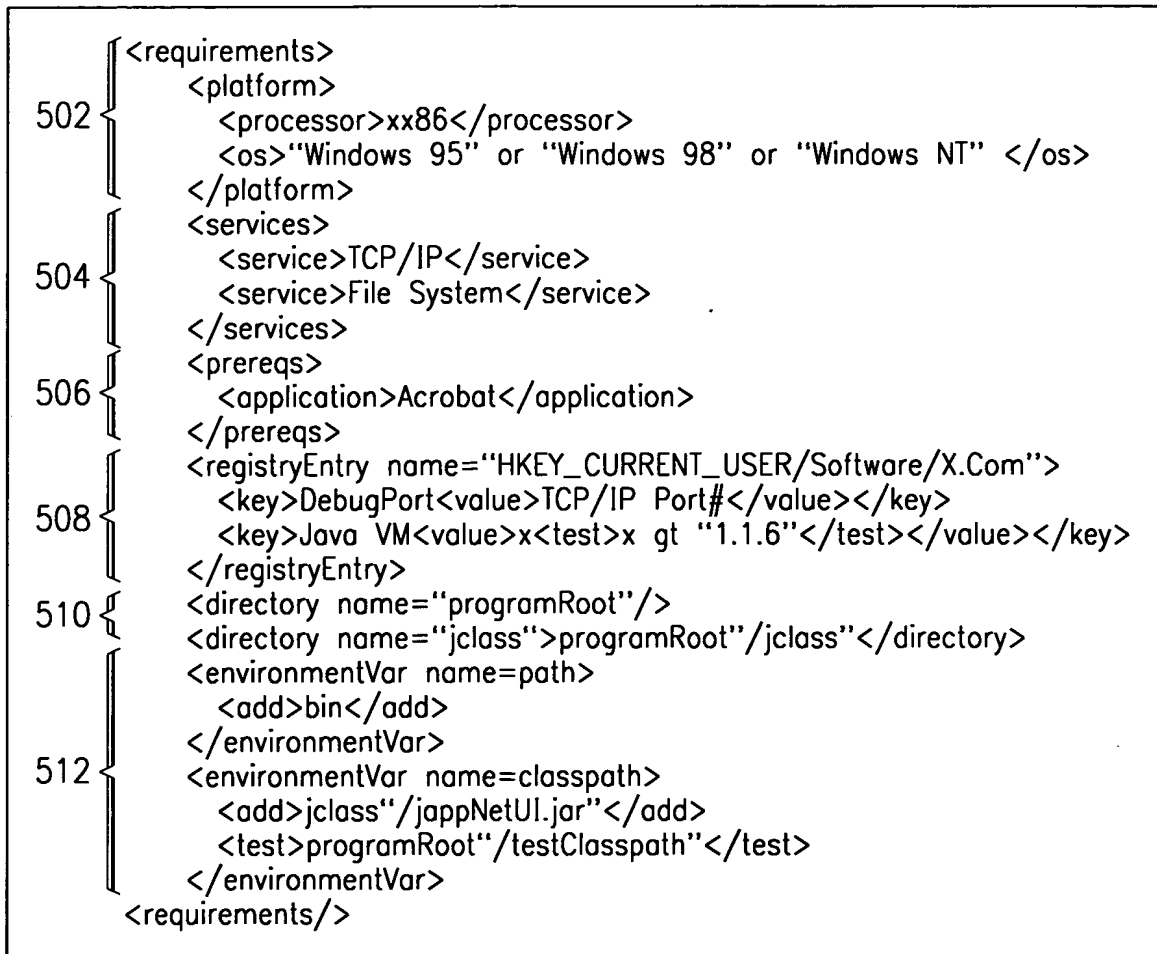 <requirements>
<platform>
502 <processor>xx86</processor>
<os>“Windows 95” or “Windows 98” or “Windows NT” </os>
</platform>
<services>
<service>TCP/IP</service>
504 <service>File System</service>
</services>
<prereqs>
506 <application>Acrobat</application>
</prereqs>
<registryEntry name=“HKEY_CURRENT_USER/Software/X.Com”>
<key>DebugPort<value>TCP/IP Port#</value></key>
508 <key>Java VM<value>x<test>x gt “1.1.6”</test></value></key>
</registryEntry>
510 <directory name=“programRoot”/>
<directory name=“jclass“>programRoot”/jclass”</directory>
<environmentVar name=path>
<add>bin</add>
</environmentVar>
512 <environmentVar name=classpath>
<add>jclass“/jappNetUI.jar”</add>
<test>programRoot“/testClasspath”</test>
</environmentVar>
<requirements/>